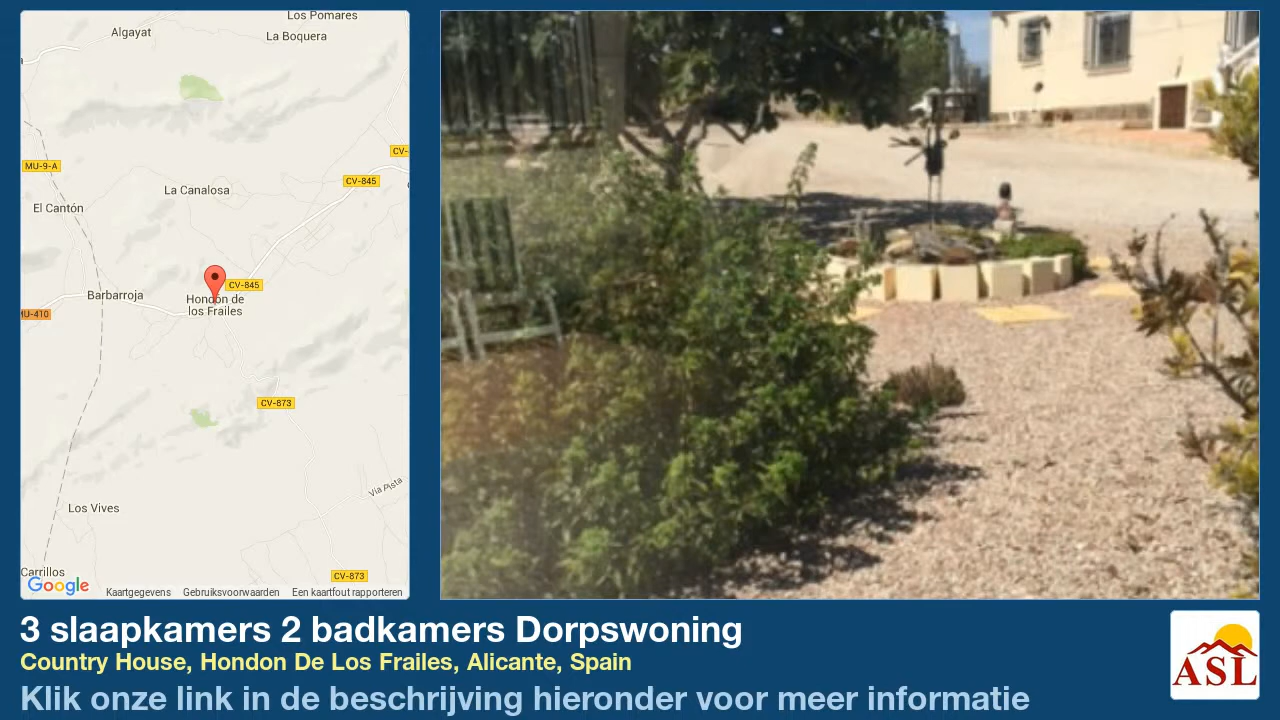 Los Pomares
Algayat
La Boquera
MU-9-A
CV-
CV-845
La Canalosa
El Cantón
CV-845
Barbarroja
Hondon de
los Frailes
MU-410
CV-873
Via Pista
Los Vives
Carrillos
CV-873
Google
Kaartgegevens Gebruiksvoorwaarden Een kaartfout rapporteren
3 slaapkamers 2 badkamers Dorpswoning
Country House, Hondon De Los Frailes, Alicante, Spain
Klik onze link in de beschrijving hieronder voor meer informatie
ASL